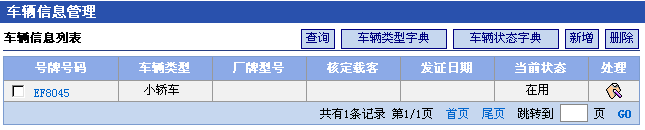 车辆信息管理
车辆信息列表 查询 车辆类型字典 车辆状态字典 新增 删除
号牌号码 车辆类型 厂牌型号 核定载客 发证日期 当前状态 处理
EF8045 小轿车 在用
共有1条记录 第1/1页 首页 尾页 跳转到 页 GO